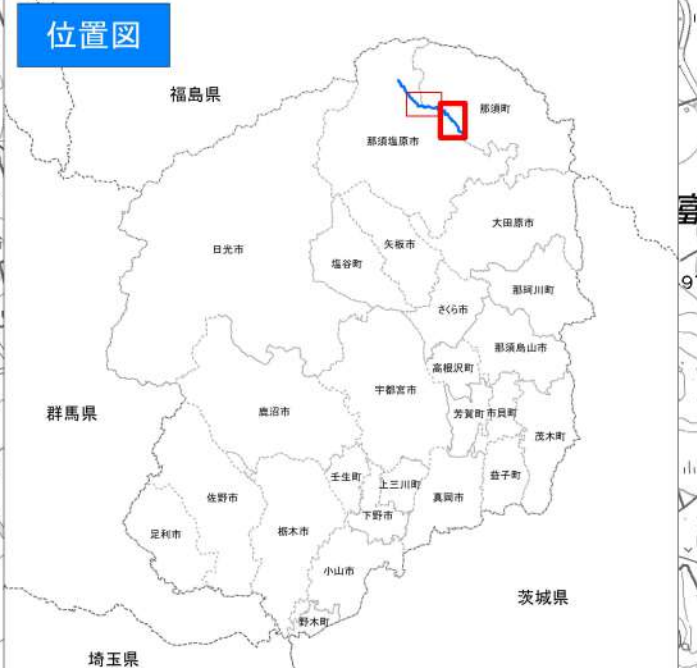 位置図
福島県
那須町
那須塩原市
大田原市
日光市
矢板市
塩谷町
那珂川町
さくら市
那須烏山市
高根沢町
宇都宮市
群馬県
鹿沼市
芳賀町
市貝町
茂木町
壬生町
上三川町
益子町
佐野市
真岡市
下野市
足利市
栃木市
小山市
茨城県
野木町
埼玉県